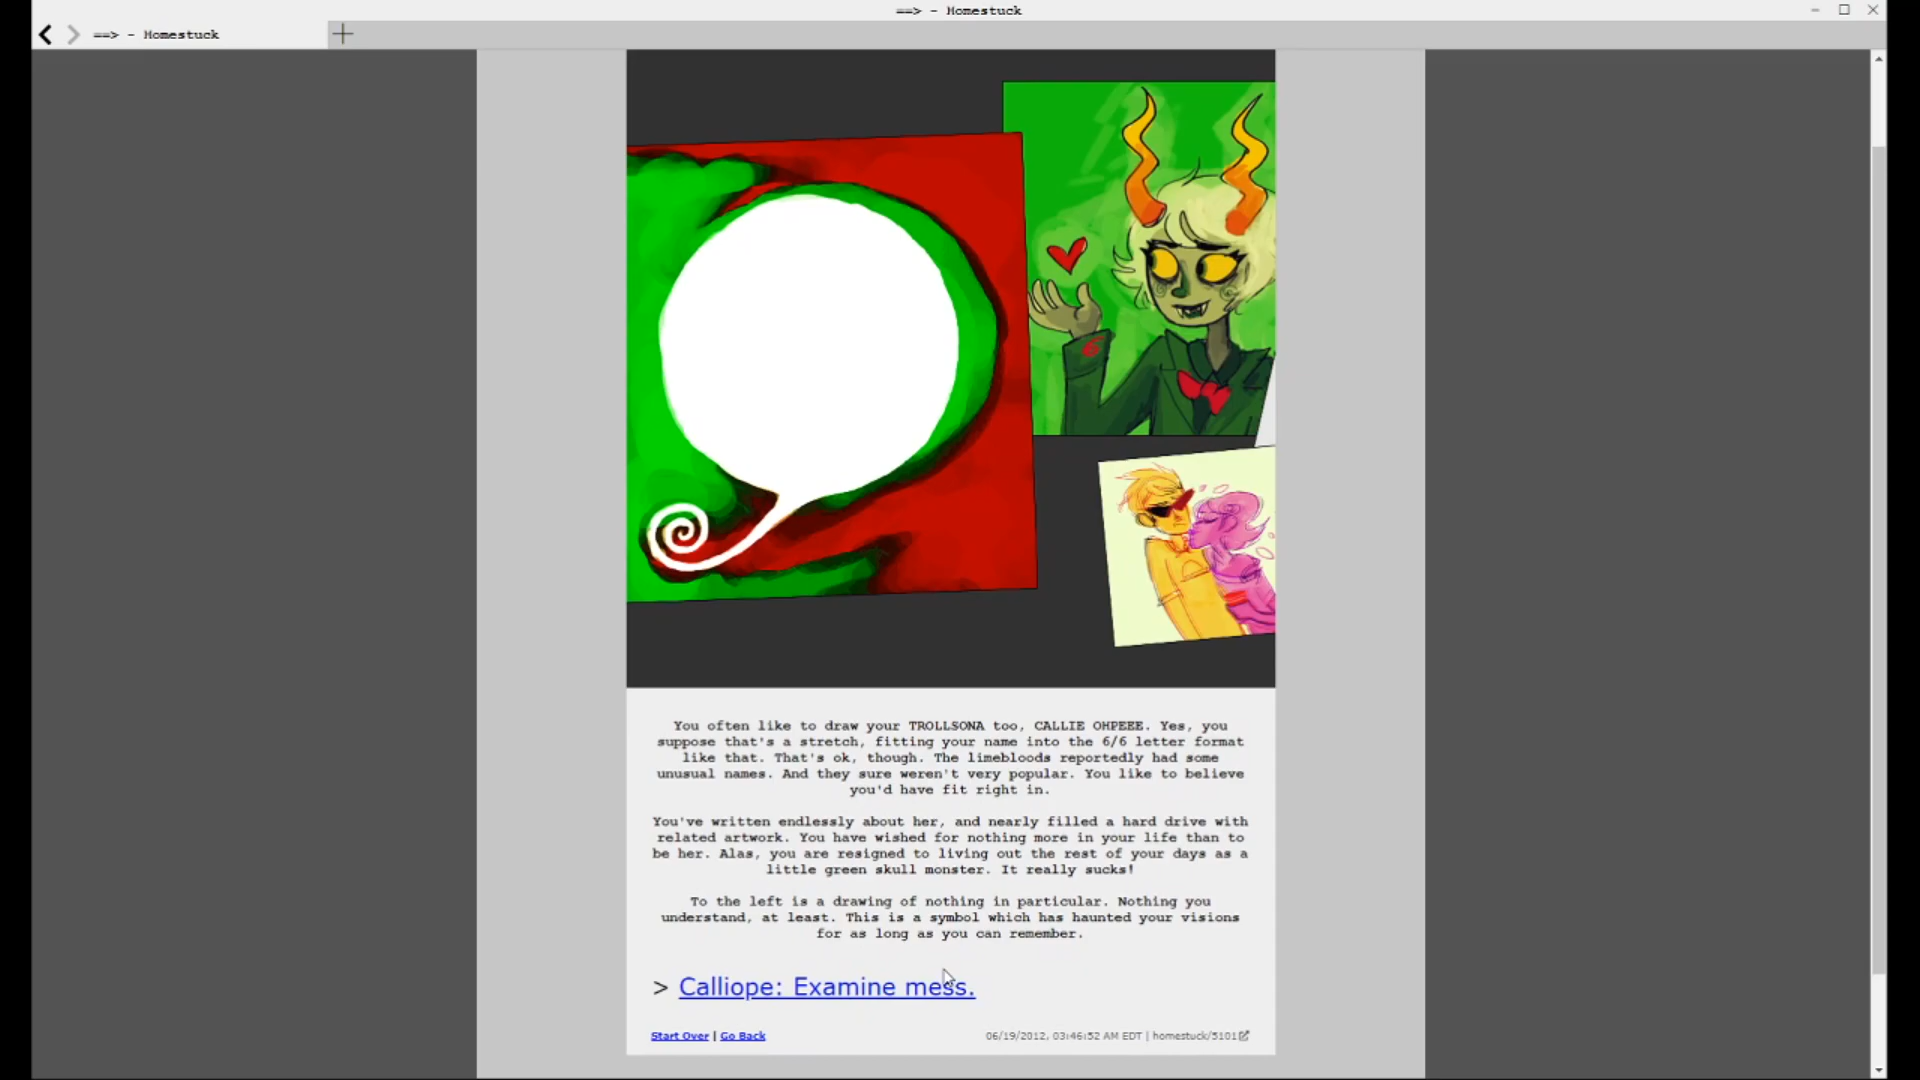 ==> - Homestuck
==> - Homestuck
6
You often like to draw your TROLLSONA too, CALLIE OHPEEE. Yes, you
suppose that's a stretch, fitting your name into the 6/6 letter format
like that. That's ok, though. The limebloods reportedly had some
unusual names. And they sure weren't very popular. You like to believe
you'd have fit right in.
You've written endlessly about her, and nearly filled a hard drive with
related artwork. You have wished for nothing more in your life than to
be her. Alas, you are resigned to living out the rest of your days as a
little green skull monster. It really sucks!
To the left is a drawing of nothing in particular. Nothing you
understand, at least. This is a symbol which has haunted your visions
for as long as you can remember.
> Calliope: Examine mess.
Start Over | Go Back
06/19/2012, 03:46:52 AM EDT | homestuck/5101